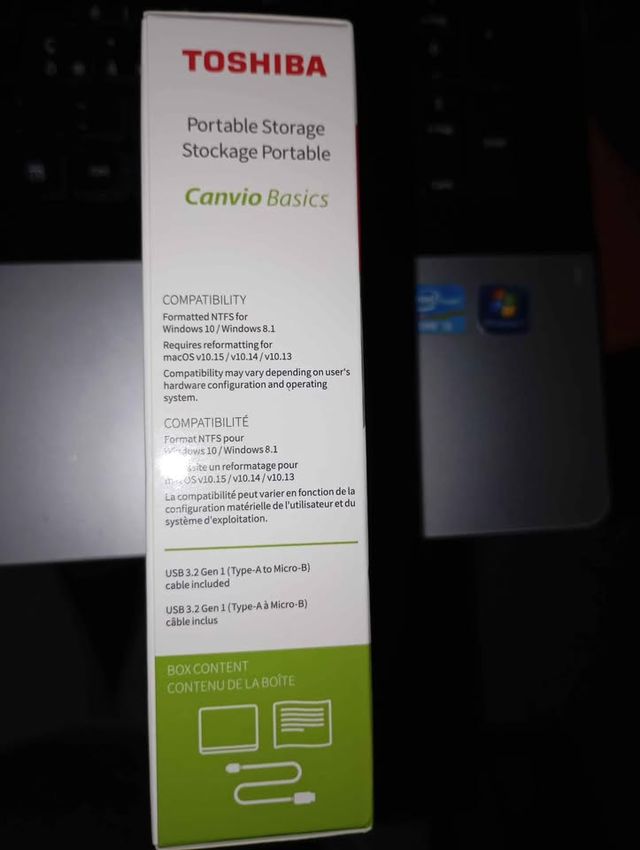 TOSHIBA
Portable Storage
Stockage Portable
Canvio Basics
COMPATIBILITY
Formatted NTFS for
Windows 10 / Windows 8.1
Requires reformatting for
macOS v10.15 / v10.14 / v10.13
Compatibility may vary depending on user's
hardware configuration and operating
system.
COMPATIBILITÉ
Format NTFS pour
Windows 10 / Windows 8.1
un reformatage pour
macOS v10.15 / v10.14 / v10.13
La compatibilité peut varier en fonction de la
configuration matérielle de l'utilisateur et du
système d'exploitation.
USB 3.2 Gen 1 (Type-A to Micro-B)
cable included
USB 3.2 Gen 1 (Type-A à Micro-B)
câble inclus
BOX CONTENT
CONTENU DE LA BOÎTE
intel